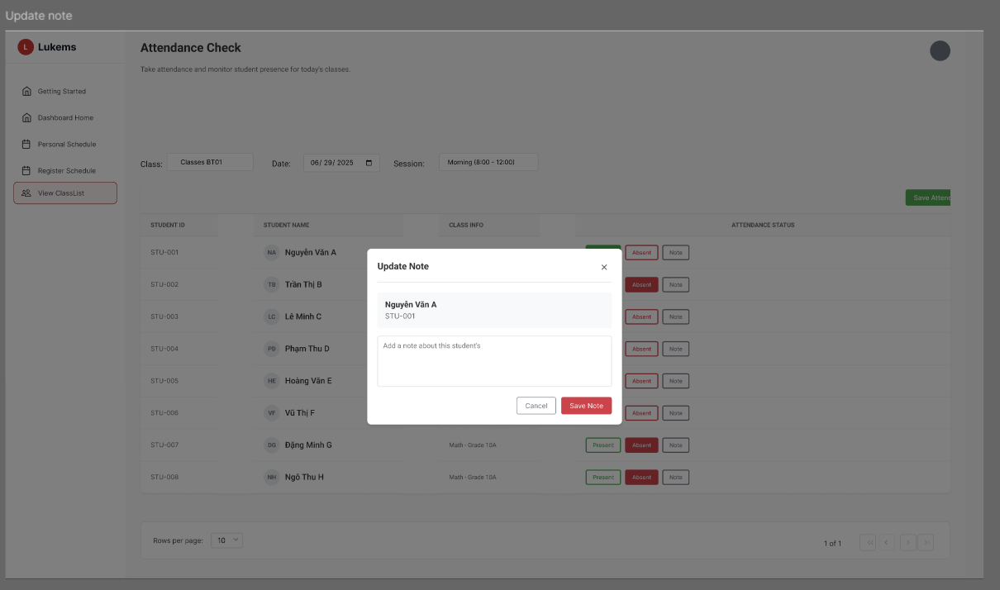 Update note
L Lukems
Attendance Check
Take attendance and monitor student presence for today's classes.
Getting Started
Dashboard Home
Personal Schedule
Register Schedule
View ClassList
Class: Classes BT01 Date: 06/29/2025 Session: Morning (8:00 - 12:00)
Save Attend
STUDENT ID STUDENT NAME CLASS INFO ATTENDANCE STATUS
STU-001 NA Nguyễn Văn A Absent Note
STU-002 TB Trần Thị B Absent Note
STU-003 LC Lê Minh C Absent Note
STU-004 PD Phạm Thu D Absent Note
STU-005 HE Hoàng Văn E Absent Note
STU-006 VF Vũ Thị F Absent Note
STU-007 DG Đặng Minh G Math - Grade 10A Present Absent Note
STU-008 NH Ngô Thu H Math - Grade 10A Present Absent Note
Update Note
Nguyễn Văn A
STU-001
Add a note about this student's
Cancel Save Note
Rows per page: 10
1 of 1